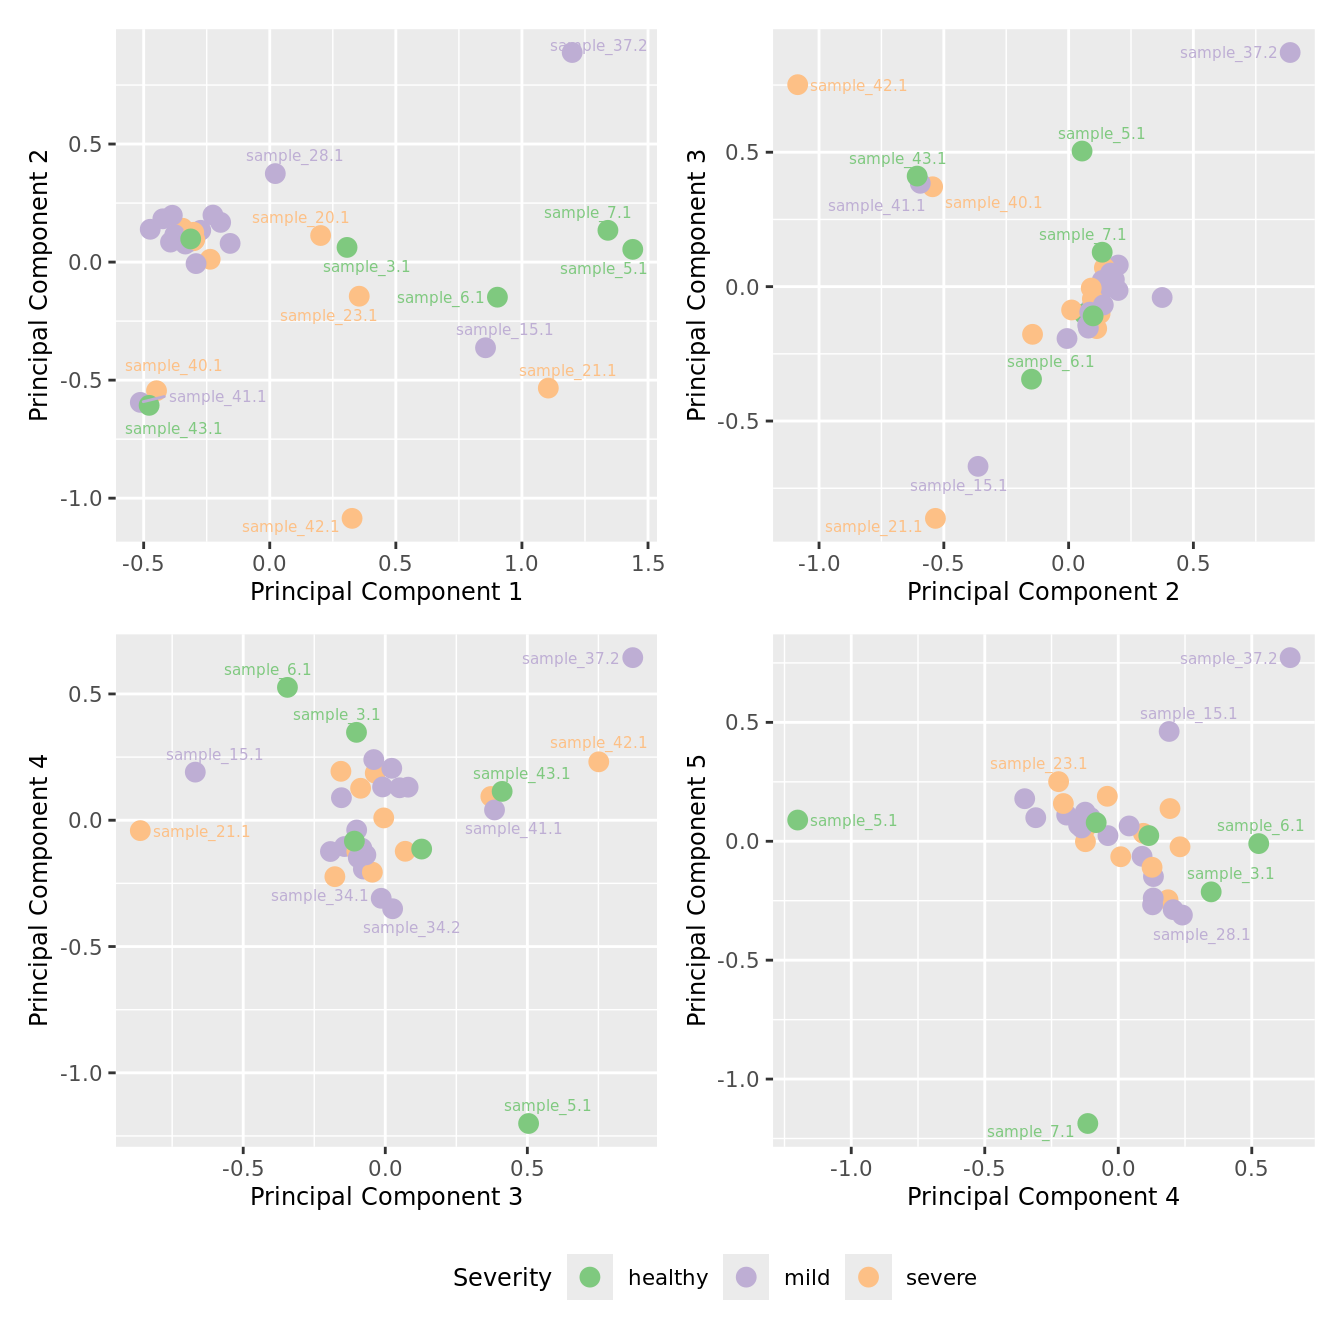 sample_37.2
sample_28.1
sample_20.1
sample_7.1
sample_3.1
sample_5.1
sample_6.1
sample_23.1
sample_15.1
sample_40.1
sample_21.1
sample_41.1
sample_43.1
sample_42.1
0.5
0.0
-0.5
-1.0
-0.5
0.0
0.5
1.0
1.5
Principal Component 1
Principal Component 2
sample_37.2
sample_42.1
sample_5.1
sample_43.1
sample_41.1
sample_40.1
sample_7.1
sample_6.1
sample_15.1
sample_21.1
0.5
0.0
-0.5
-1.0
-0.5
0.0
0.5
Principal Component 2
Principal Component 3
sample_37.2
sample_6.1
sample_3.1
sample_42.1
sample_15.1
sample_43.1
sample_41.1
sample_21.1
sample_34.1
sample_34.2
sample_5.1
0.5
0.0
-0.5
-1.0
-0.5
0.0
0.5
Principal Component 3
Principal Component 4
sample_37.2
sample_15.1
sample_23.1
sample_5.1
sample_6.1
sample_3.1
sample_28.1
sample_7.1
0.5
0.0
-0.5
-1.0
-1.0
-0.5
0.0
0.5
Principal Component 4
Principal Component 5
Severity healthy mild severe